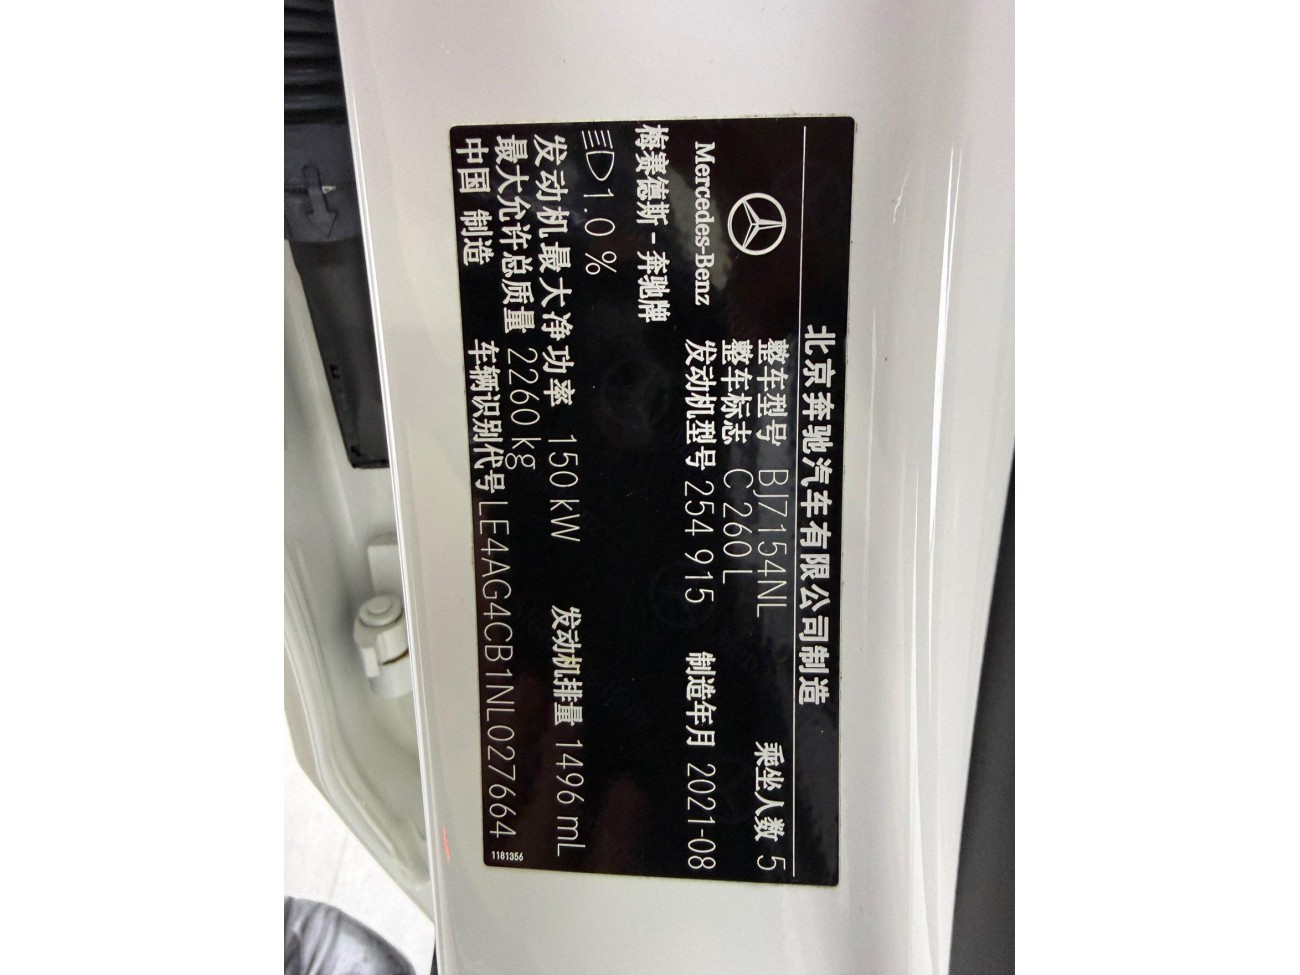 北京奔驰汽车有限公司制造
Mercedes-Benz
梅赛德斯-奔驰牌
整车型号 BJ7154NL 乘坐人数 5
整车标志 C 260 L
发动机型号 254 915 制造年月 2021-08
1.0 %
发动机最大净功率 150 kW 发动机排量 1496 mL
最大允许总质量 2260 kg
中国 制造 车辆识别代号 LE4AG4CB1NL027664
1181356